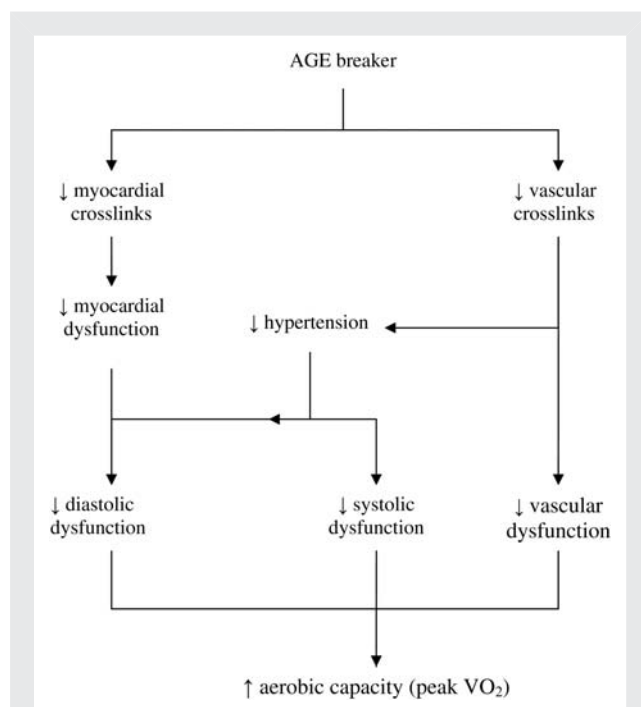 AGE breaker
↓ myocardial
crosslinks
↓ vascular
crosslinks
↓ myocardial
dysfunction
↓ hypertension
↓ diastolic
dysfunction
↓ systolic
dysfunction
↓ vascular
dysfunction
↑ aerobic capacity (peak VO₂)